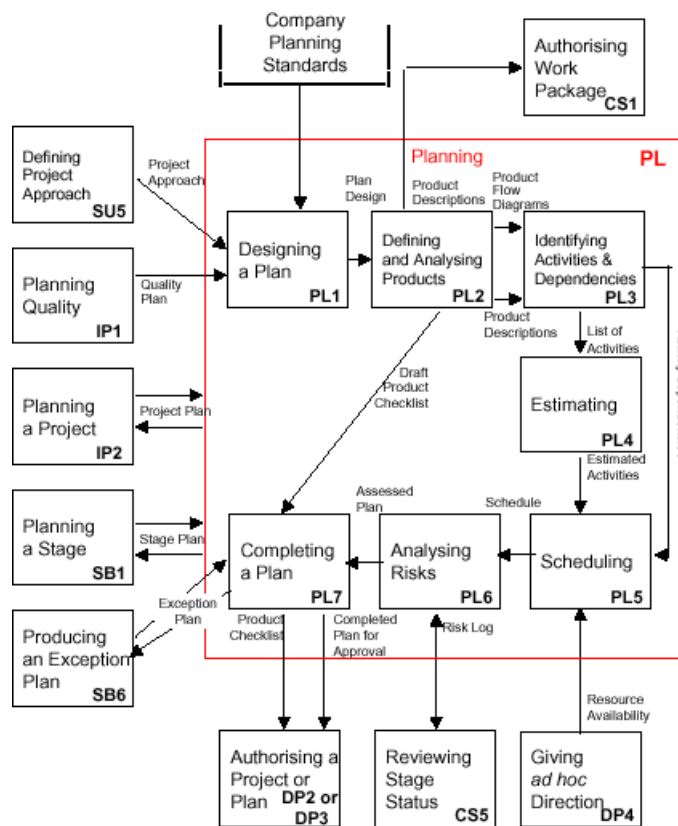 Company
Planning
Standards
Authorising
Work
Package
CS1
Defining
Project
Approach
SU5
Project
Approach
Planning
PL
Plan
Design
Product
Descriptions
Product
Flow
Diagrams
Designing
a Plan
PL1
Defining
and Analysing
Products
PL2
Identifying
Activities &
Dependencies
PL3
Planning
Quality
IP1
Quality
Plan
Product
Descriptions
List of
Activities
Draft
Product
Checklist
Planning
a Project
IP2
Project Plan
Estimating
PL4
Estimated
Activities
Assessed
Plan
Schedule
Planning
a Stage
SB1
Stage Plan
Completing
a Plan
PL7
Analysing
Risks
PL6
Scheduling
PL5
Exception
Plan
Producing
an Exception
Plan
SB6
Product
Checklist
Completed
Plan for
Approval
Risk Log
Resource
Availability
Authorising a
Project or
Plan
DP2 or
DP3
Reviewing
Stage
Status
CS5
Giving
ad hoc
Direction
DP4